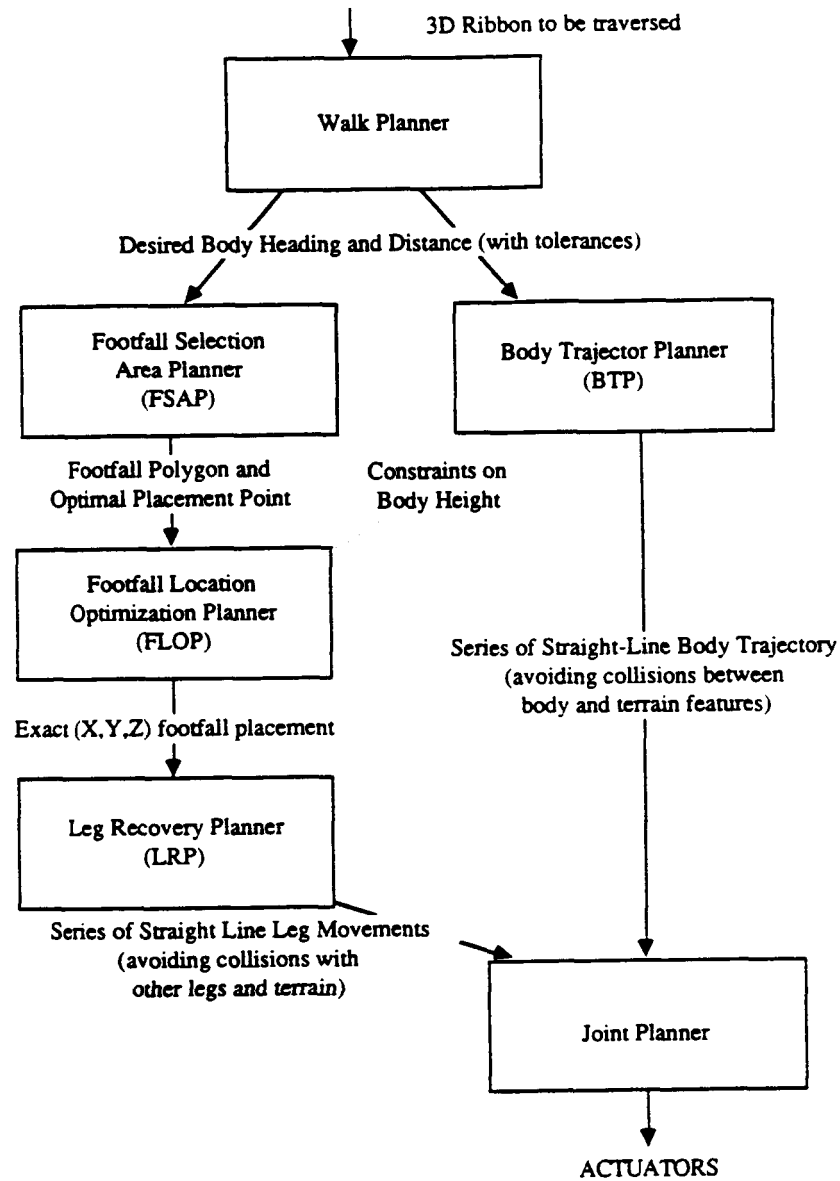 3D Ribbon to be traversed
Walk Planner
Desired Body Heading and Distance (with tolerances)
Footfall Selection
Area Planner
(FSAP)
Body Trajector Planner
(BTP)
Footfall Polygon and
Optimal Placement Point
Constraints on
Body Height
Footfall Location
Optimization Planner
(FLOP)
Series of Straight-Line Body Trajectory
(avoiding collisions between
body and terrain features)
Exact (X,Y,Z) footfall placement
Leg Recovery Planner
(LRP)
Series of Straight Line Leg Movements
(avoiding collisions with
other legs and terrain)
Joint Planner
ACTUATORS